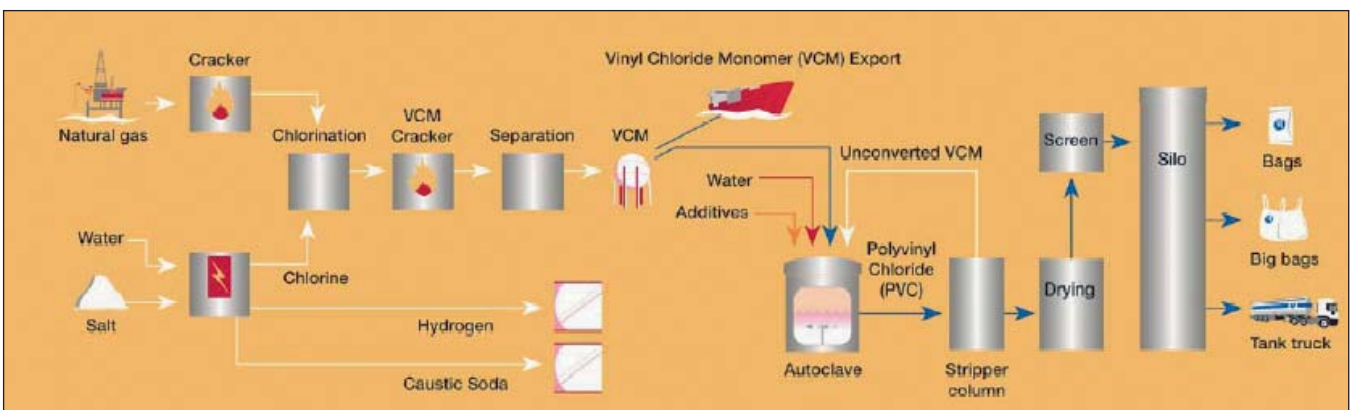 Cracker
Natural gas
Chlorination
VCM
Cracker
Separation
VCM
Vinyl Chloride Monomer (VCM) Export
Water
Salt
Chlorine
Hydrogen
Caustic Soda
Water
Additives
Unconverted VCM
Polyvinyl
Chloride
(PVC)
Autoclave
Stripper
column
Drying
Screen
Silo
Bags
Big bags
Tank truck